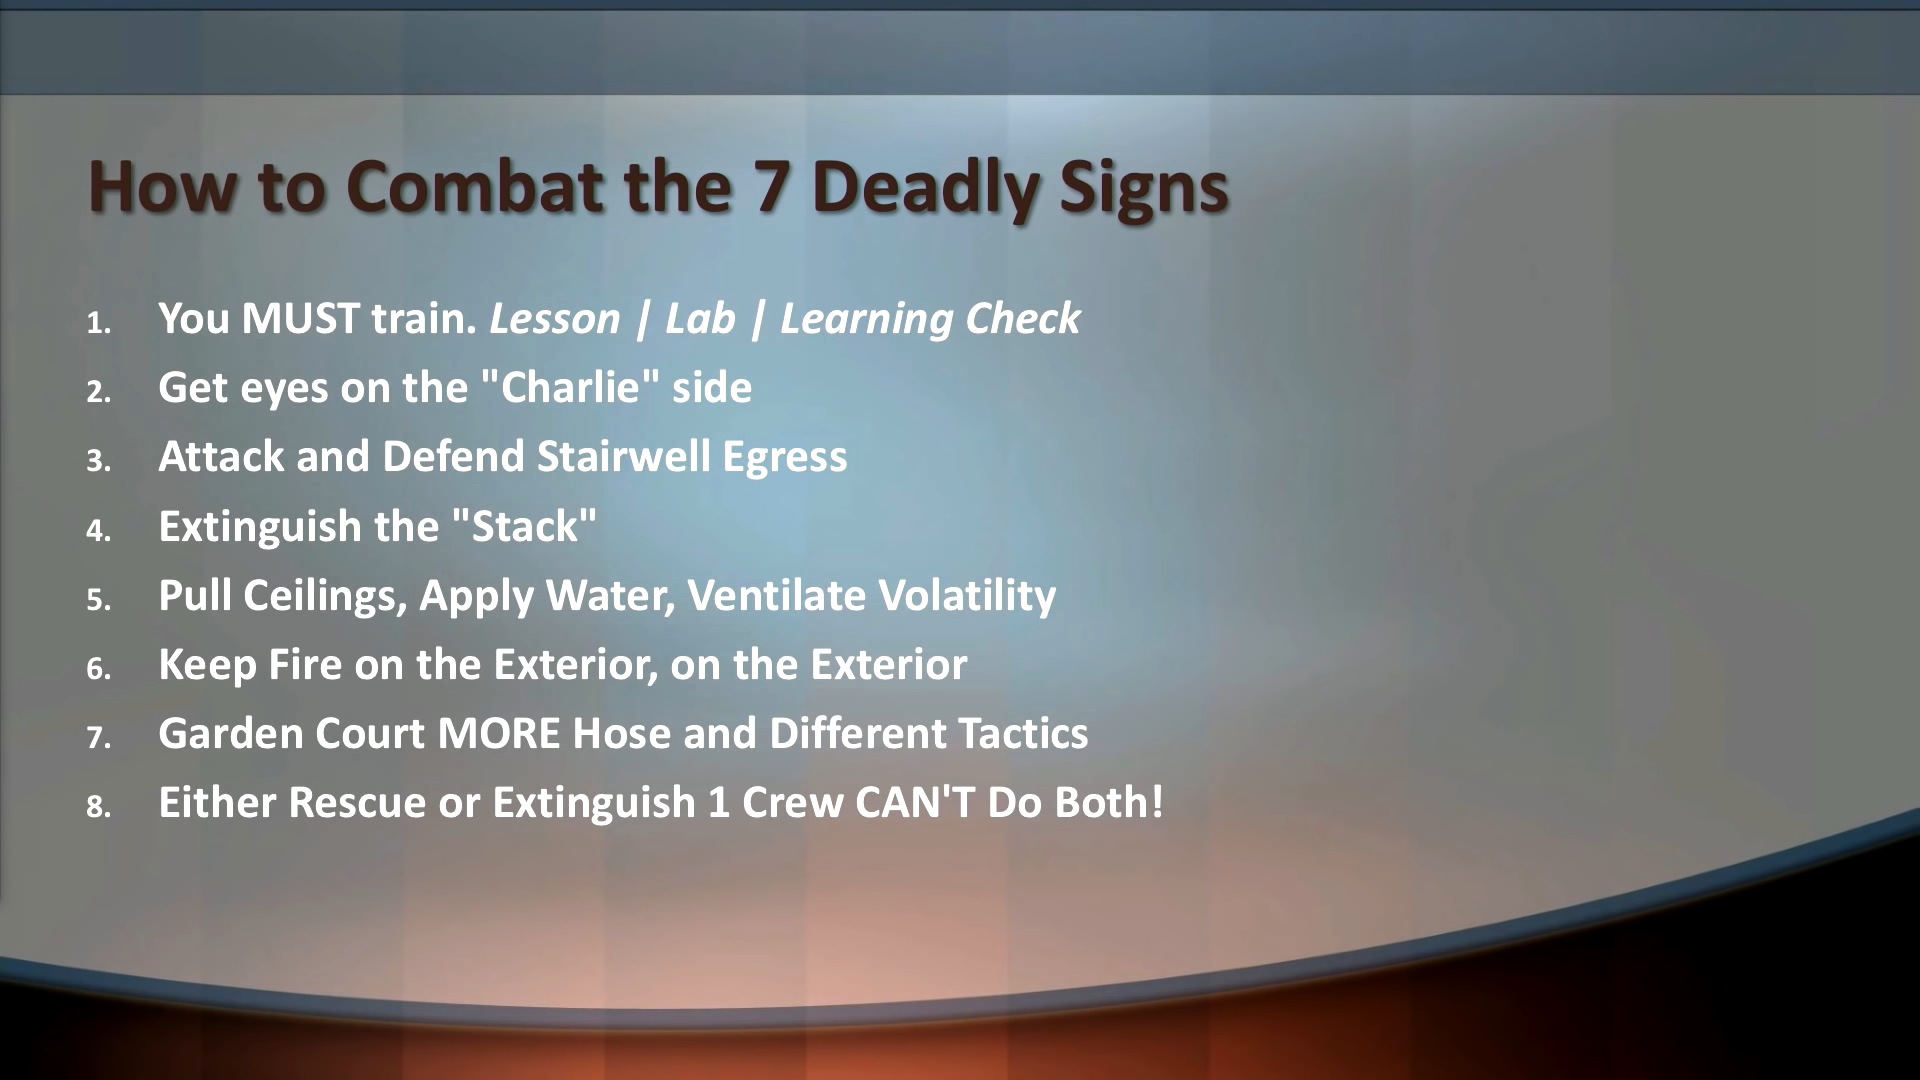 How to Combat the 7 Deadly Signs
1. You MUST train. Lesson | Lab | Learning Check
2. Get eyes on the "Charlie" side
3. Attack and Defend Stairwell Egress
4. Extinguish the "Stack"
5. Pull Ceilings, Apply Water, Ventilate Volatility
6. Keep Fire on the Exterior, on the Exterior
7. Garden Court MORE Hose and Different Tactics
8. Either Rescue or Extinguish 1 Crew CAN'T Do Both!